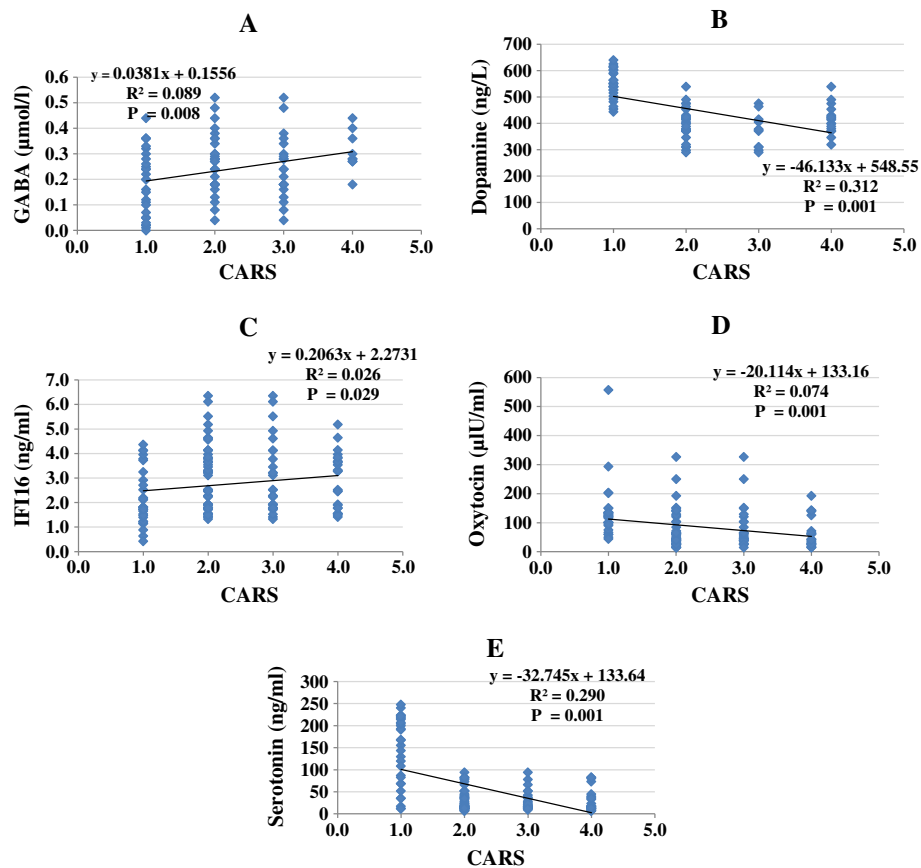 A
y = 0.0381x + 0.1556
R² = 0.089
P = 0.008
GABA (µmol/l)
0.6
0.5
0.4
0.3
0.2
0.1
0.0
0.0 1.0 2.0 3.0 4.0 5.0
CARS
B
Dopamine (ng/L)
700
600
500
400
300
200
100
0
y = -46.133x + 548.55
R² = 0.312
P = 0.001
0.0 1.0 2.0 3.0 4.0 5.0
CARS
C
y = 0.2063x + 2.2731
R² = 0.026
P = 0.029
IFI16 (ng/ml)
7.0
6.0
5.0
4.0
3.0
2.0
1.0
0.0
0.0 1.0 2.0 3.0 4.0 5.0
CARS
D
y = -20.114x + 133.16
R² = 0.074
P = 0.001
Oxytocin (µIU/ml)
600
500
400
300
200
100
0
0.0 1.0 2.0 3.0 4.0 5.0
CARS
E
y = -32.745x + 133.64
R² = 0.290
P = 0.001
Serotonin (ng/ml)
300
250
200
150
100
50
0
0.0 1.0 2.0 3.0 4.0 5.0
CARS